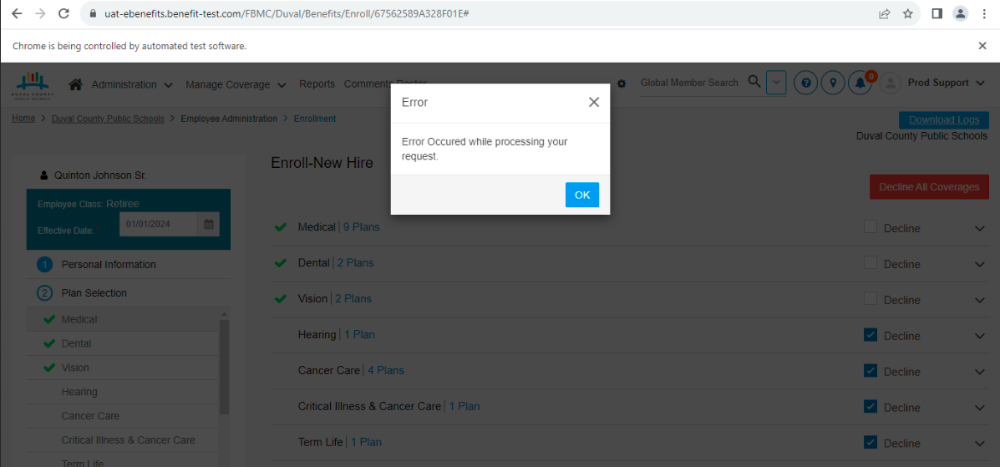 uat-ebenefits.benefit-test.com/FBMC/Duval/Benefits/Enroll/67562589A328F01E#
Chrome is being controlled by automated test software.
DUVAL COUNTY
PUBLIC SCHOOLS
Administration
Manage Coverage
Reports
Comments Roster
Global Member Search
0
Prod Support
Home > Duval County Public Schools > Employee Administration > Enrollment
Download Logs
Duval County Public Schools
Error
Error Occured while processing your
request.
OK
Quinton Johnson Sr.
Employee Class: Retiree
Effective Date:*
01/01/2024
1 Personal Information
2 Plan Selection
Medical
Dental
Vision
Hearing
Cancer Care
Critical Illness & Cancer Care
Term Life
Enroll-New Hire
Decline All Coverages
Medical | 9 Plans
Decline
Dental | 2 Plans
Decline
Vision | 2 Plans
Decline
Hearing | 1 Plan
Decline
Cancer Care | 4 Plans
Decline
Critical Illness & Cancer Care | 1 Plan
Decline
Term Life | 1 Plan
Decline